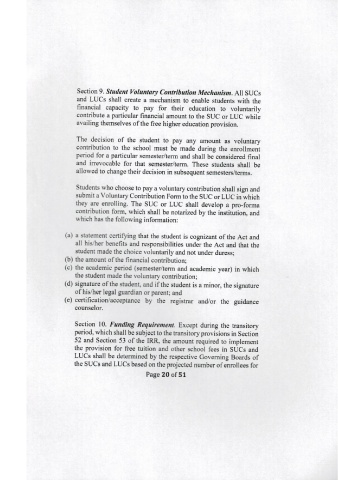 Section 9. Student Voluntary Contribution Mechanism. All SUCs
and LUCs shall create a mechanism to enable students with the
financial capacity to pay for their education to voluntarily
contribute a particular financial amount to the SUC or LUC while
availing themselves of the free higher education provision.
The decision of the student to pay any amount as voluntary
contribution to the school must be made during the enrollment
period for a particular semester/term and shall be considered final
and irrevocable for that semester/term. These students shall be
allowed to change their decision in subsequent semesters/terms.
Students who choose to pay a voluntary contribution shall sign and
submit a Voluntary Contribution Form to the SUC or LUC in which
they are enrolling. The SUC or LUC shall develop a pro-forma
contribution form, which shall be notarized by the institution, and
which has the following information:
(a) a statement certifying that the student is cognizant of the Act and
all his/her benefits and responsibilities under the Act and that the
student made the choice voluntarily and not under duress;
(b) the amount of the financial contribution;
(c) the academic period (semester/term and academic year) in which
the student made the voluntary contribution;
(d) signature of the student, and if the student is a minor, the signature
of his/her legal guardian or parent; and
(e) certification/acceptance by the registrar and/or the guidance
counselor.
Section 10. Funding Requirement. Except during the transitory
period, which shall be subject to the transitory provisions in Section
52 and Section 53 of the IRR, the amount required to implement
the provision for free tuition and other school fees in SUCs and
LUCs shall be determined by the respective Governing Boards of
the SUCs and LUCs based on the projected number of enrollees for
Page 20 of 51